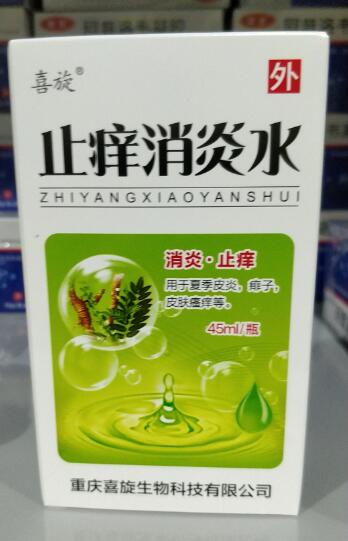 喜旋®
外
止痒消炎水
ZHIYANGXIAOYANSHUI
消炎·止痒
用于夏季皮炎，痱子，
皮肤瘙痒等。
45ml/瓶
重庆喜旋生物科技有限公司